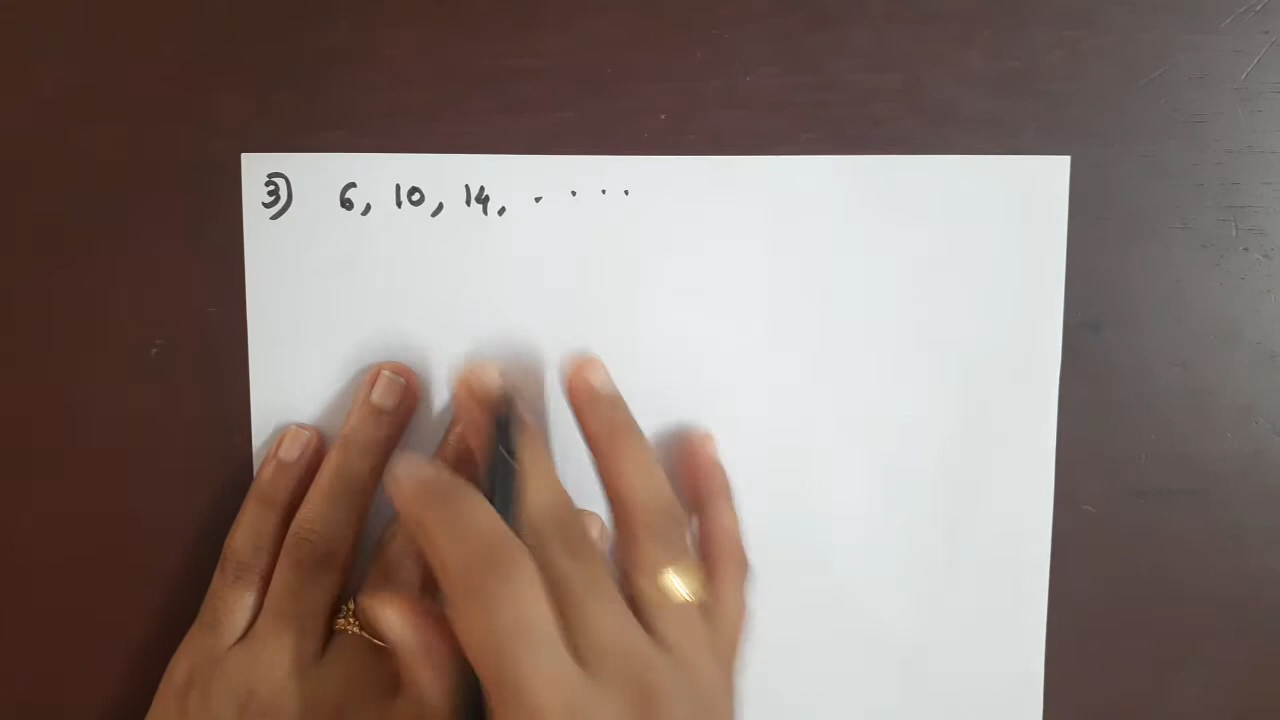 3) 6, 10, 14, . . . .